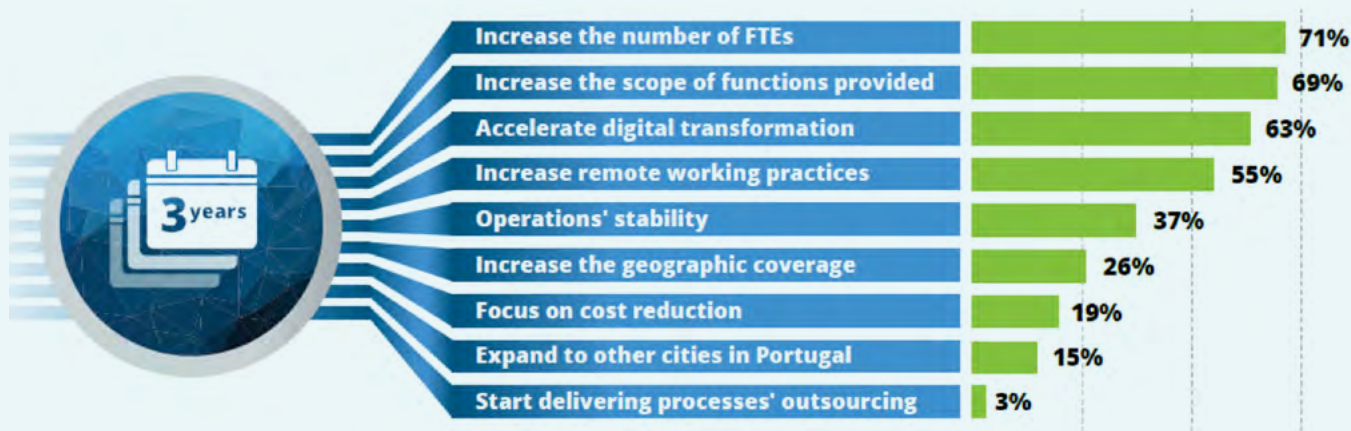 Increase the number of FTEs 71%
Increase the scope of functions provided 69%
Accelerate digital transformation 63%
3 years Increase remote working practices 55%
Operations' stability 37%
Increase the geographic coverage 26%
Focus on cost reduction 19%
Expand to other cities in Portugal 15%
Start delivering processes' outsourcing 3%